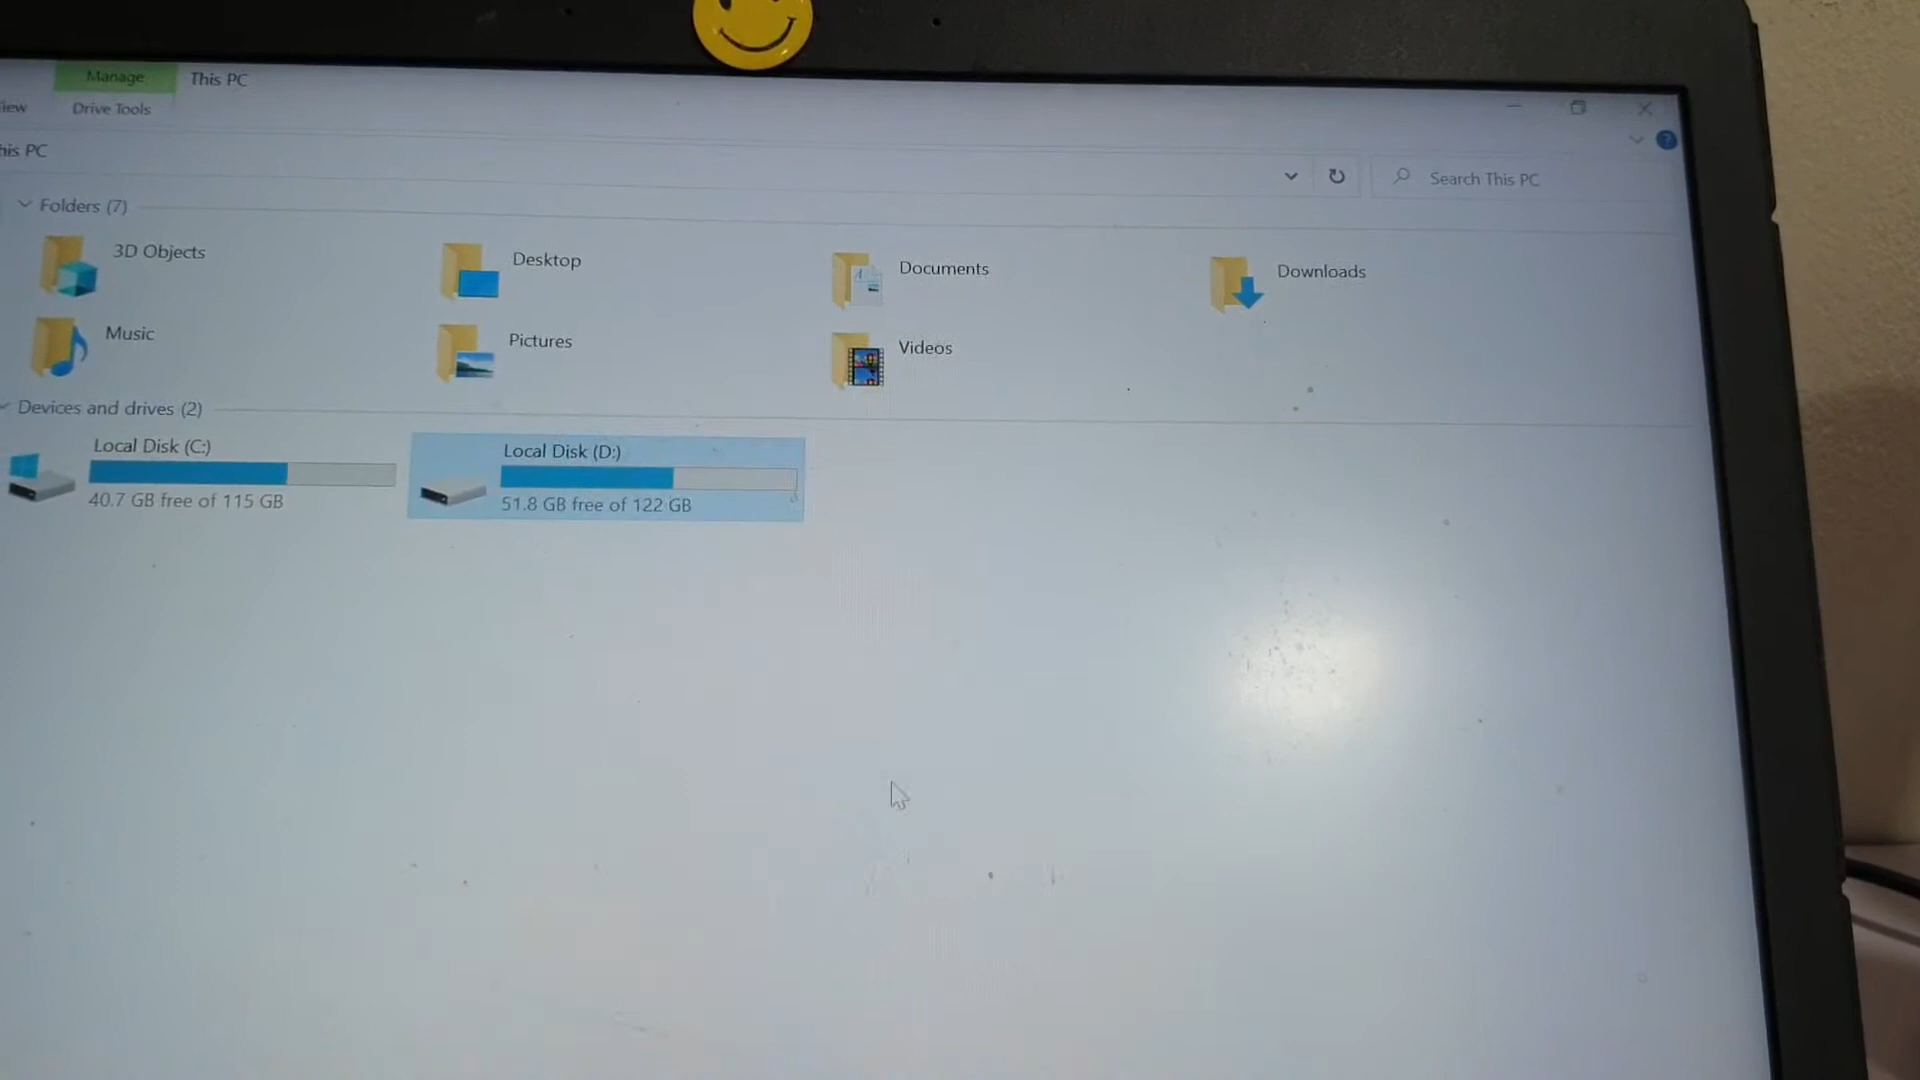 Manage This PC
Drive Tools
This PC
Search This PC
Folders (7)
3D Objects
Desktop
Documents
Downloads
Music
Pictures
Videos
Devices and drives (2)
Local Disk (C:)
40.7 GB free of 115 GB
Local Disk (D:)
51.8 GB free of 122 GB